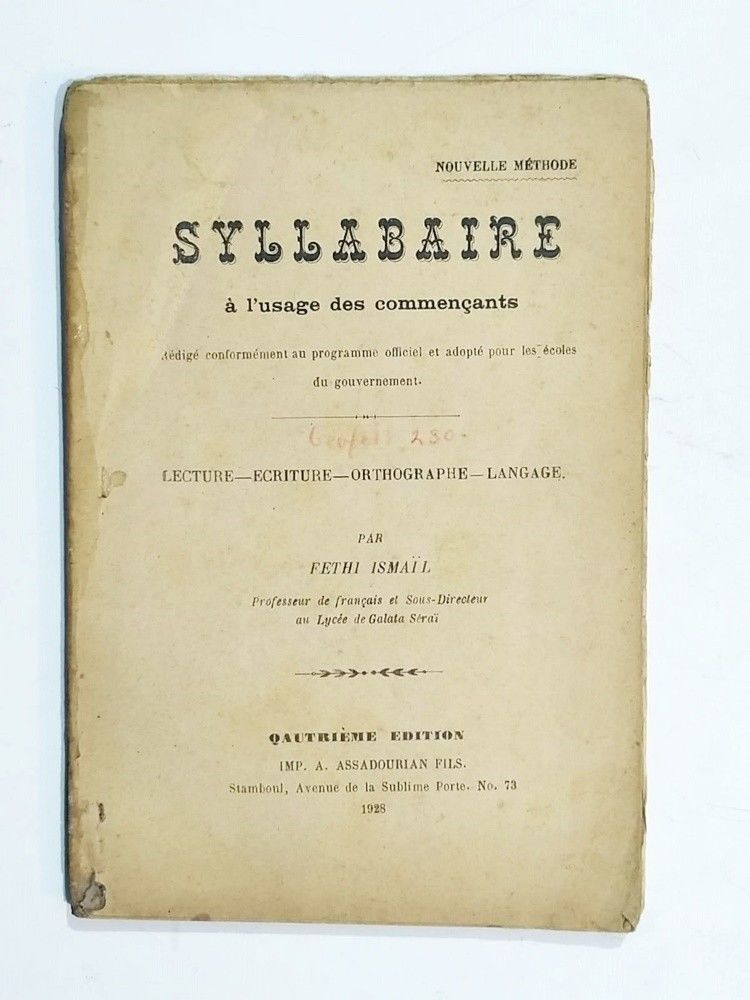 NOUVELLE MÉTHODE
SYLLABAIRE
à l'usage des commençants
Rédigé conformément au programme officiel et adopté pour les écoles
du gouvernement.
230
LECTURE—ECRITURE—ORTHOGRAPHE—LANGAGE.
PAR
FETHI ISMAÏL
Professeur de français et Sous-Directeur
au Lycée de Galata Séraï
QAUTRIÈME EDITION
IMP. A. ASSADOURIAN FILS.
Stamboul, Avenue de la Sublime Porte. No. 73
1928